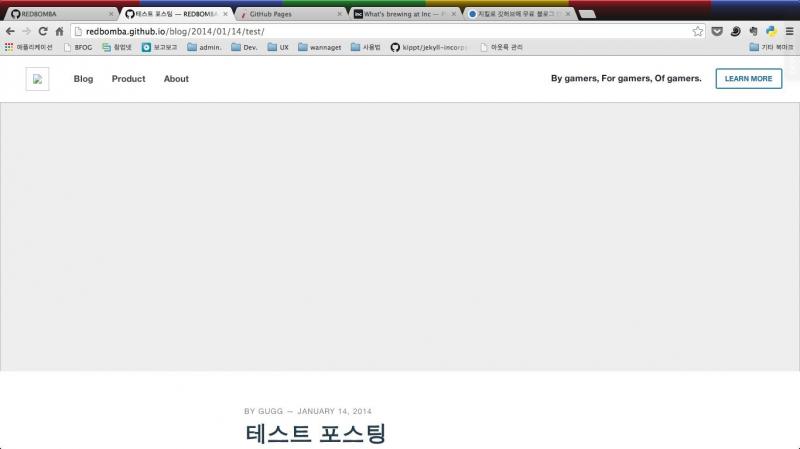 REDBOMBA
테스트 포스팅 — REDBOMBA
GitHub Pages
What's brewing at Inc —
지킬로 깃허브에 무료 블로그
redbomba.github.io/blog/2014/01/14/test/
애플리케이션 BFOG 취업넷 보고보고 admin. Dev. UX wannaget 사용법 kippt/jekyll-incorp 아웃룩 관리 기타 북마크
Blog Product About By gamers, For gamers, Of gamers. LEARN MORE
BY GUGG — JANUARY 14, 2014
테스트 포스팅